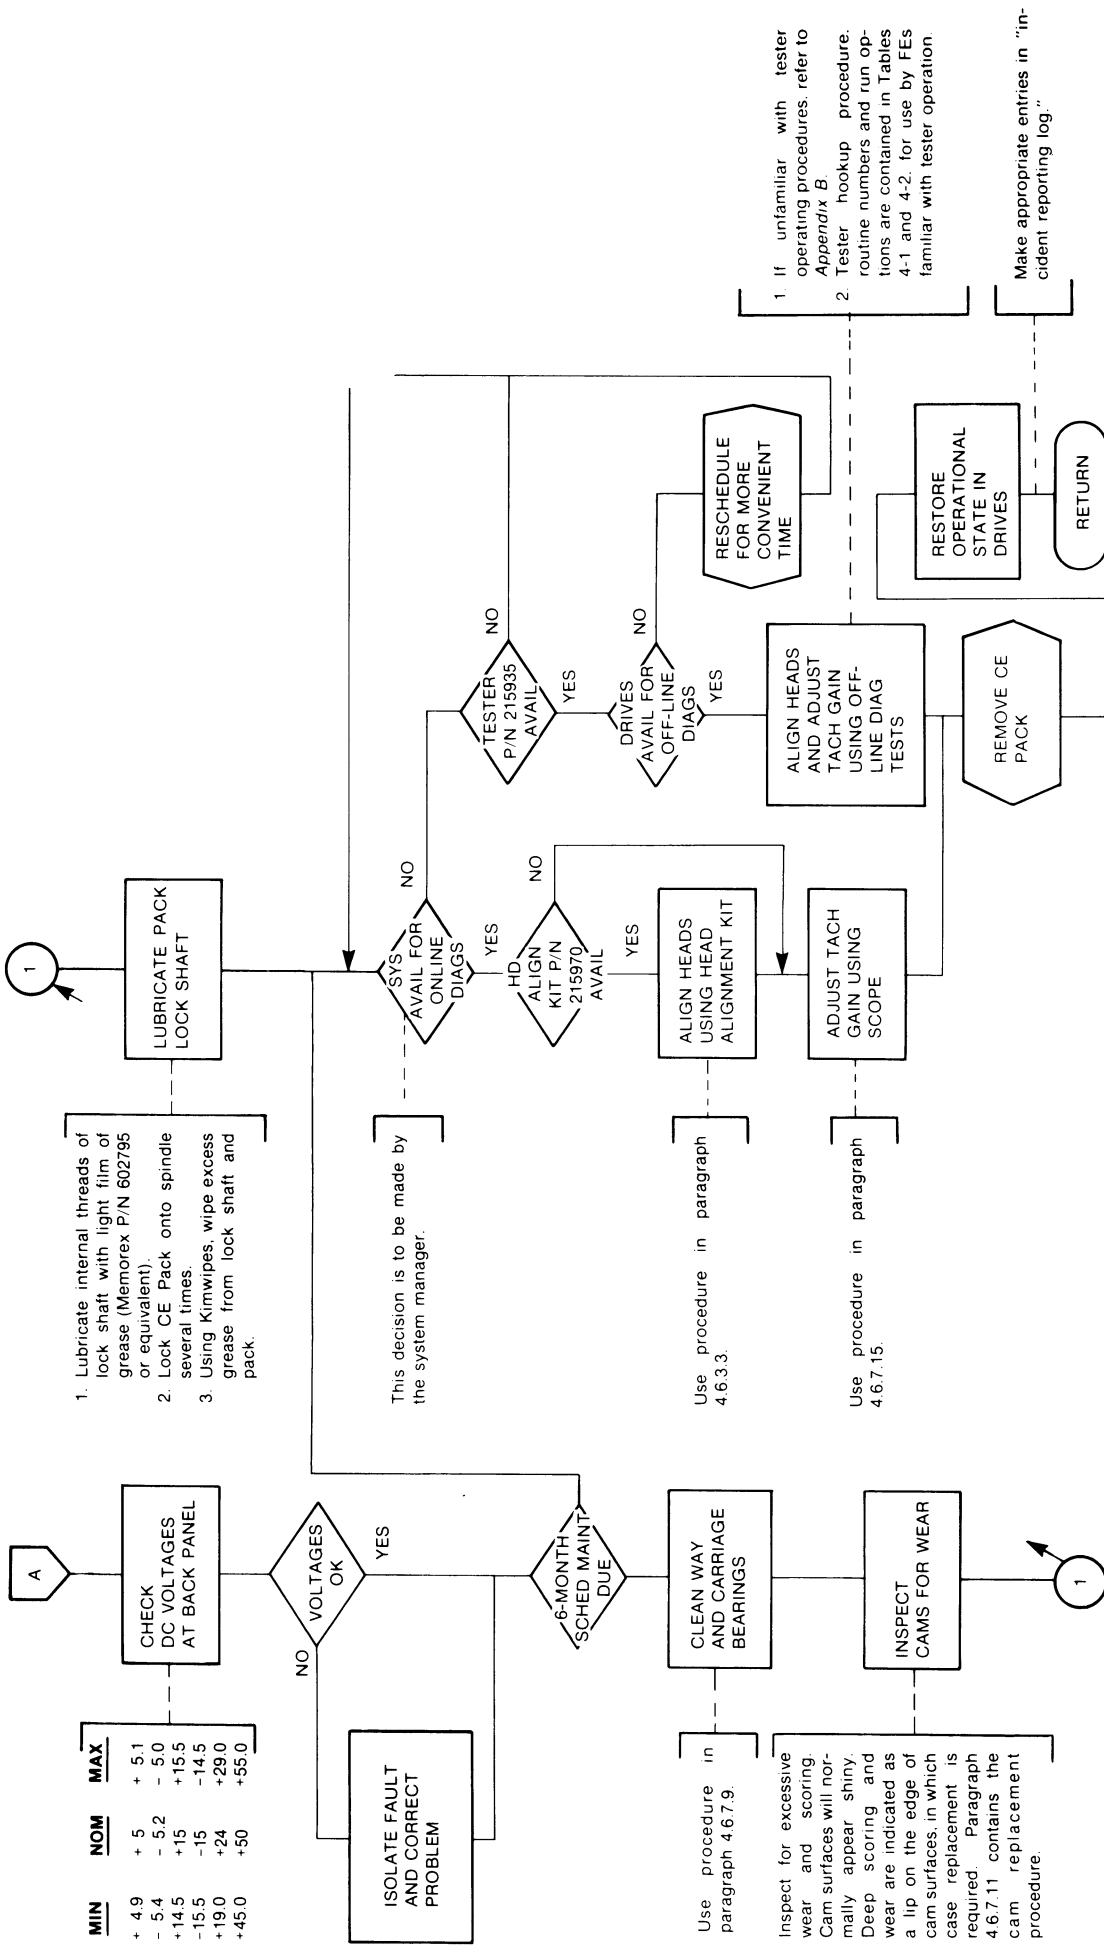 A
MIN NOM MAX
+ 4.9 + 5 + 5.1
- 5.4 - 5.2 - 5.0
+14.5 +15 +15.5
-15.5 -15 -14.5
+19.0 +24 +29.0
+45.0 +50 +55.0
CHECK
DC VOLTAGES
AT BACK PANEL
VOLTAGES
OK
NO
YES
ISOLATE FAULT
AND CORRECT
PROBLEM
6-MONTH
SCHED MAINT
DUE
Use procedure in
paragraph 4.6.7.9.
CLEAN WAY
AND CARRIAGE
BEARINGS
Inspect for excessive
wear and scoring.
Cam surfaces will nor-
mally appear shiny.
Deep scoring and
wear are indicated as
a lip on the edge of
cam surfaces, in which
case replacement is
required. Paragraph
4.6.7.11 contains the
cam replacement
procedure.
INSPECT
CAMS FOR WEAR
1
1
1. Lubricate internal threads of
lock shaft with light film of
grease (Memorex P/N 602795
or equivalent).
2. Lock CE Pack onto spindle
several times.
3. Using Kimwipes, wipe excess
grease from lock shaft and
pack.
LUBRICATE PACK
LOCK SHAFT
This decision is to be made by
the system manager.
SYS
AVAIL FOR
ONLINE
DIAGS
NO
YES
HD
ALIGN
KIT P/N
215970
AVAIL
NO
YES
Use procedure in paragraph
4.6.3.3.
ALIGN HEADS
USING HEAD
ALIGNMENT KIT
Use procedure in paragraph
4.6.7.15.
ADJUST TACH
GAIN USING
SCOPE
TESTER
P/N 215935
AVAIL
NO
YES
DRIVES
AVAIL FOR
OFF-LINE
DIAGS
NO
YES
RESCHEDULE
FOR MORE
CONVENIENT
TIME
ALIGN HEADS
AND ADJUST
TACH GAIN
USING OFF-
LINE DIAG
TESTS
1. If unfamiliar with tester
operating procedures, refer to
Appendix B.
2. Tester hookup procedure.
routine numbers and run op-
tions are contained in Tables
4-1 and 4-2. for use by FEs
familiar with tester operation.
REMOVE CE
PACK
RESTORE
OPERATIONAL
STATE IN
DRIVES
Make appropriate entries in "in-
cident reporting log."
RETURN